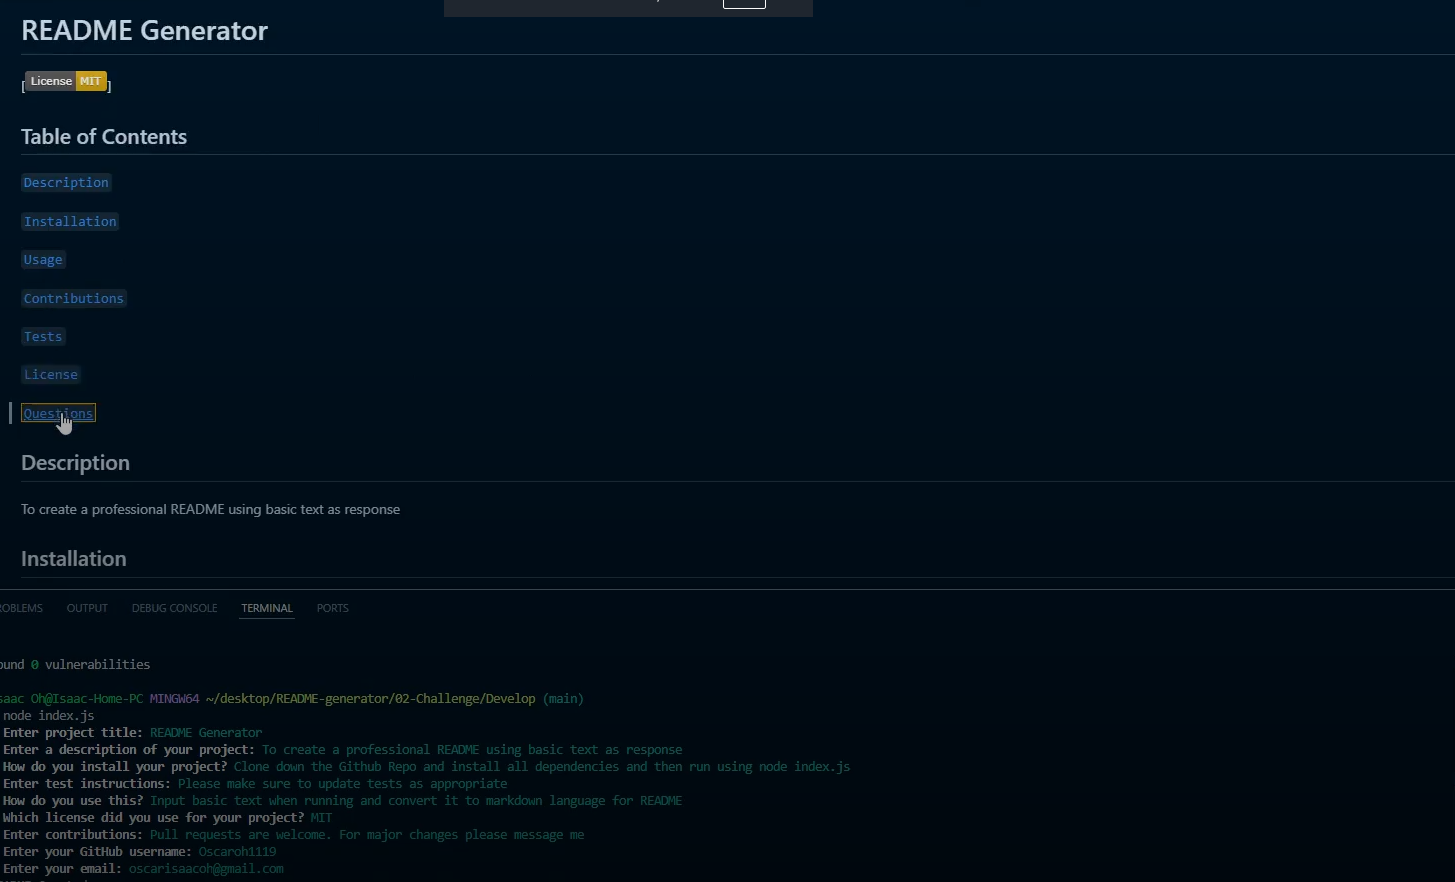 README Generator
[License MIT]
Table of Contents
Description
Installation
Usage
Contributions
Tests
License
Questions
Description
To create a professional README using basic text as response
Installation
OUTPUT DEBUG CONSOLE TERMINAL PORTS
0 vulnerabilities
Oh@Isaac-Home-PC MINGW64 ~/desktop/README-generator/02-Challenge/Develop (main)
node index.js
Enter project title: README Generator
Enter a description of your project: To create a professional README using basic text as response
How do you install your project? Clone down the Github Repo and install all dependencies and then run using node index.js
Enter test instructions: Please make sure to update tests as appropriate
How do you use this? Input basic text when running and convert it to markdown language for README
Which license did you use for your project? MIT
Enter contributions: Pull requests are welcome. For major changes please message me
Enter your GitHub username: Oscaroh1119
Enter your email: oscarisaacoh@gmail.com